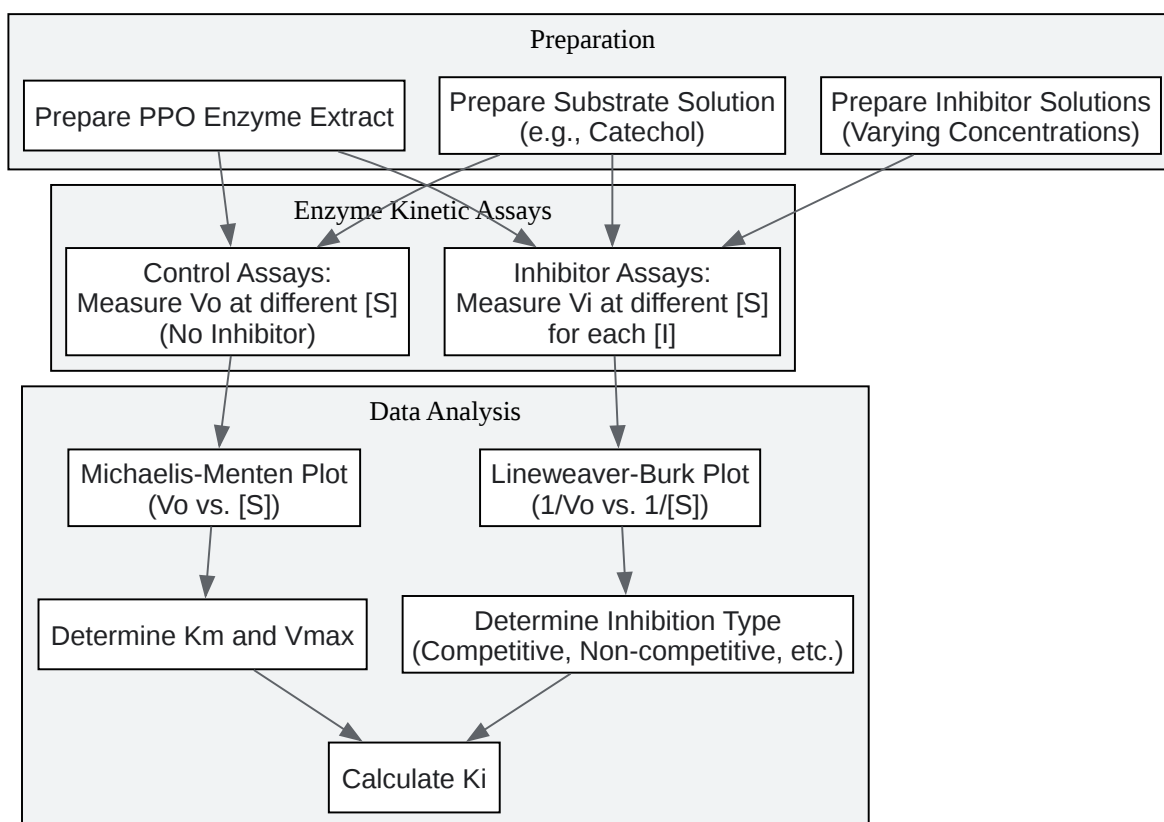 Preparation
Prepare PPO Enzyme Extract
Prepare Substrate Solution
(e.g., Catechol)
Prepare Inhibitor Solutions
(Varying Concentrations)
Enzyme Kinetic Assays
Control Assays:
Measure Vo at different [S]
(No Inhibitor)
Inhibitor Assays:
Measure Vi at different [S]
for each [I]
Data Analysis
Michaelis-Menten Plot
(Vo vs. [S])
Lineweaver-Burk Plot
(1/Vo vs. 1/[S])
Determine Km and Vmax
Determine Inhibition Type
(Competitive, Non-competitive, etc.)
Calculate Ki